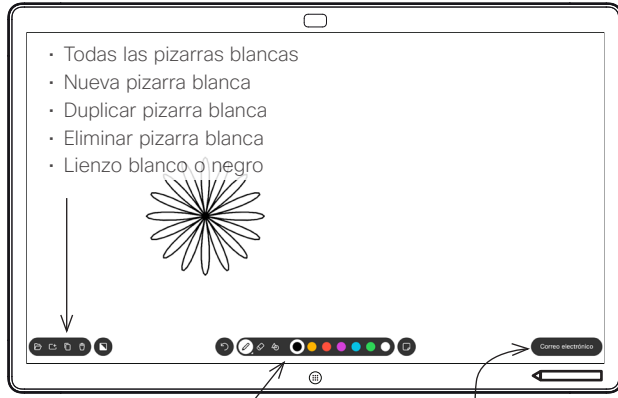 · Todas las pizarras blancas
· Nueva pizarra blanca
· Duplicar pizarra blanca
· Eliminar pizarra blanca
· Lienzo blanco o negro
Correo electrónico